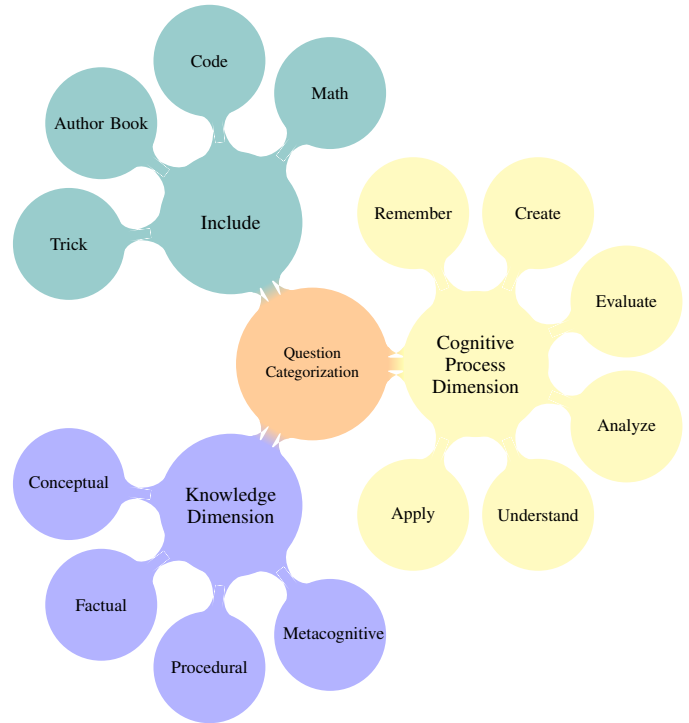 Code
Math
Author Book
Trick
Include
Remember
Create
Evaluate
Cognitive
Process
Dimension
Analyze
Understand
Apply
Question
Categorization
Knowledge
Dimension
Conceptual
Factual
Procedural
Metacognitive